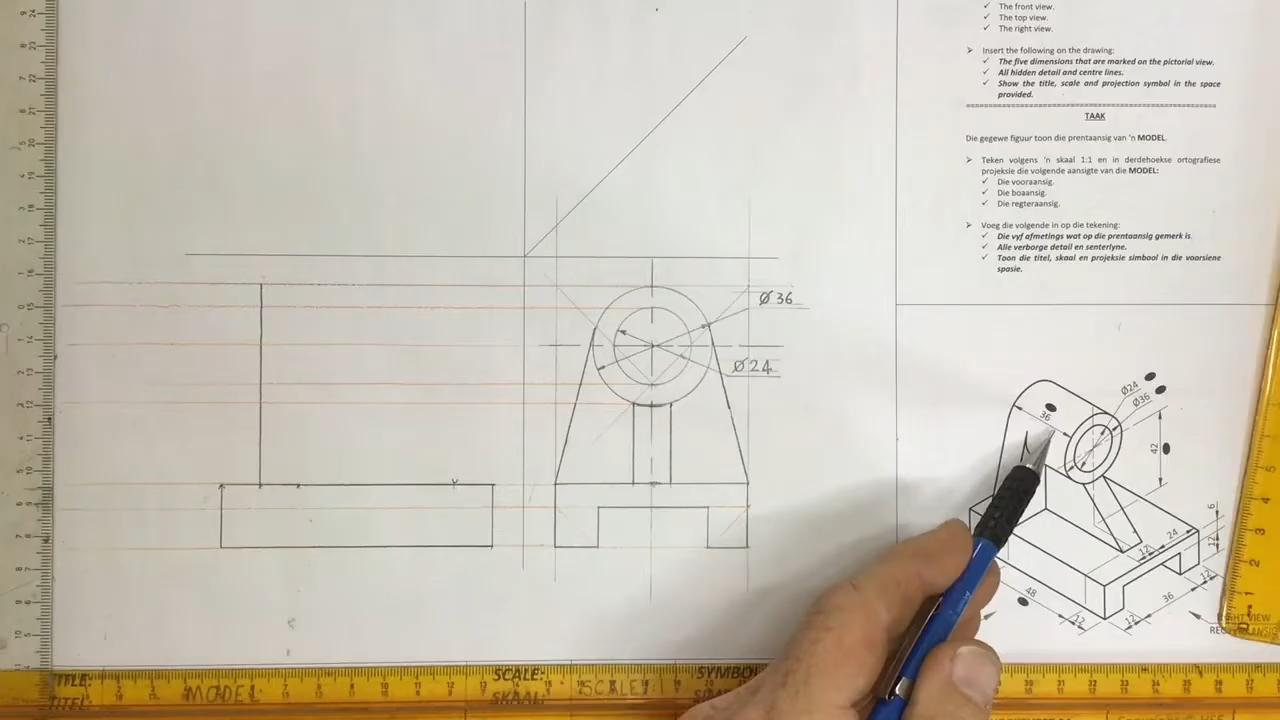 ✓ The front view.
✓ The top view.
✓ The right view.
➤ Insert the following on the drawing:
✓ The five dimensions that are marked on the pictorial view.
✓ All hidden detail and centre lines.
✓ Show the title, scale and projection symbol in the space
provided.
TAAK
Die gegewe figuur toon die prentaansig van 'n MODEL.
➤ Teken volgens 'n skaal 1:1 en in derdehoekse ortografiese
projeksie die volgende aansigte van die MODEL:
✓ Die vooraansig.
✓ Die boaansig.
✓ Die regteraansig.
➤ Voeg die volgende in op die tekening:
✓ Die vyf afmetings wat op die prentaansig gemerk is.
✓ Alle verborge detail en senterlyne.
✓ Toon die titel, skaal en projeksie simbool in die voorsiene
spasie.
Ø 36
Ø 24
Ø24
Ø36
36
42
6
12
24
12
12
36
12
48
12
RIGHT VIEW
TITLE:
TITEL:
MODEL
SCALE:
SKAAL:
SCALE 1:1